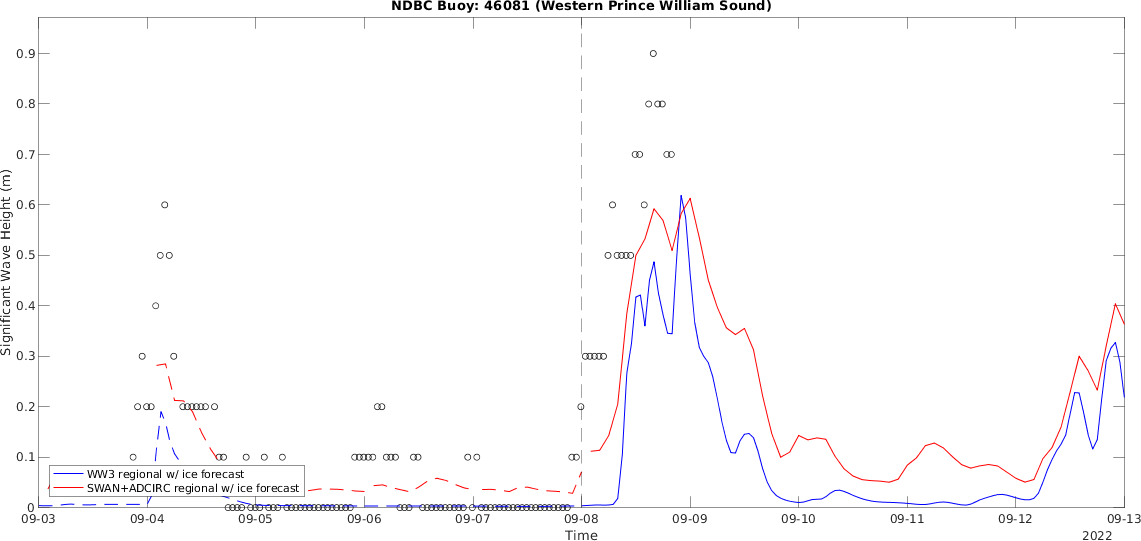 NDBC Buoy: 46081 (Western Prince William Sound)
Significant Wave Height (m)
0.9
0.8
0.7
0.6
0.5
0.4
0.3
0.2
0.1
0
WW3 regional w/ ice forecast
SWAN+ADCIRC regional w/ ice forecast
09-03 09-04 09-05 09-06 09-07 09-08 09-09 09-10 09-11 09-12 09-13
Time
2022